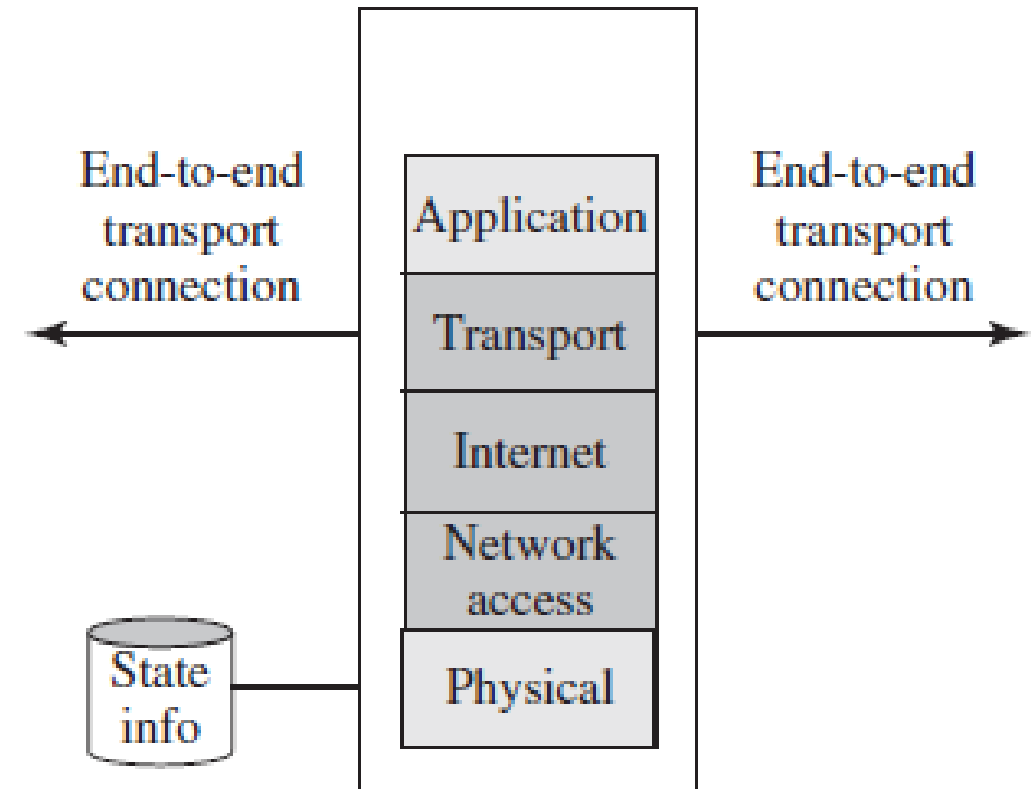 End-to-end
transport
connection
Application
Transport
Internet
Network
access
Physical
End-to-end
transport
connection
State
info